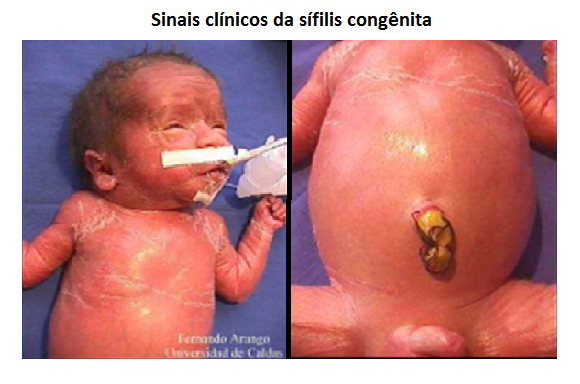 Sinais clínicos da sífilis congênita
Fernando Arango
Universidad de Caldas